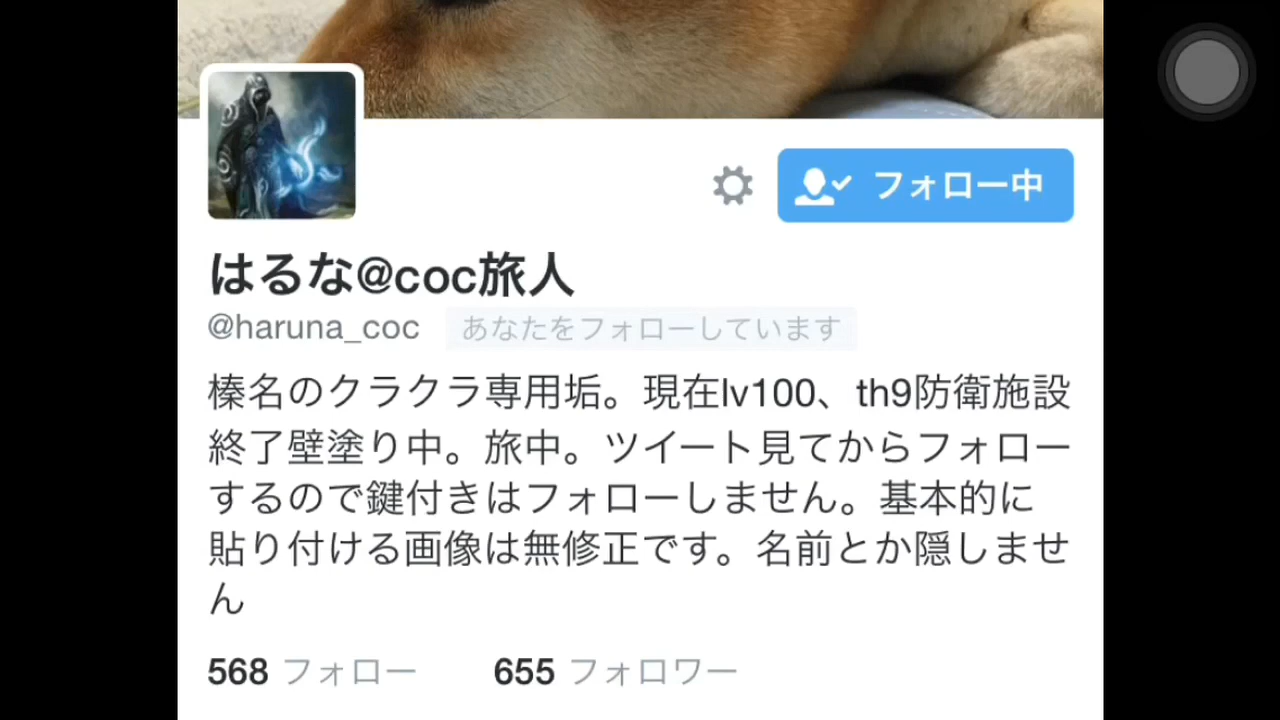 フォロー中
はるな@coc旅人
@haruna_coc あなたをフォローしています
榛名のクラクラ専用垢。現在lv100、th9防衛施設
終了壁塗り中。旅中。ツイート見てからフォロー
するので鍵付きはフォローしません。基本的に
貼り付ける画像は無修正です。名前とか隠しませ
ん
568 フォロー 655 フォロワー